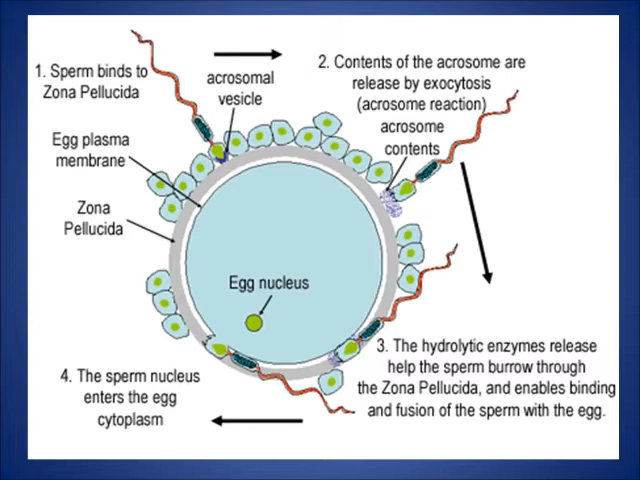 1. Sperm binds to
Zona Pellucida
acrosomal
vesicle
2. Contents of the acrosome are
release by exocytosis
(acrosome reaction)
acrosome
contents
Egg plasma
membrane
Zona
Pellucida
Egg nucleus
3. The hydrolytic enzymes release
help the sperm burrow through
the Zona Pellucida, and enables binding
and fusion of the sperm with the egg.
4. The sperm nucleus
enters the egg
cytoplasm